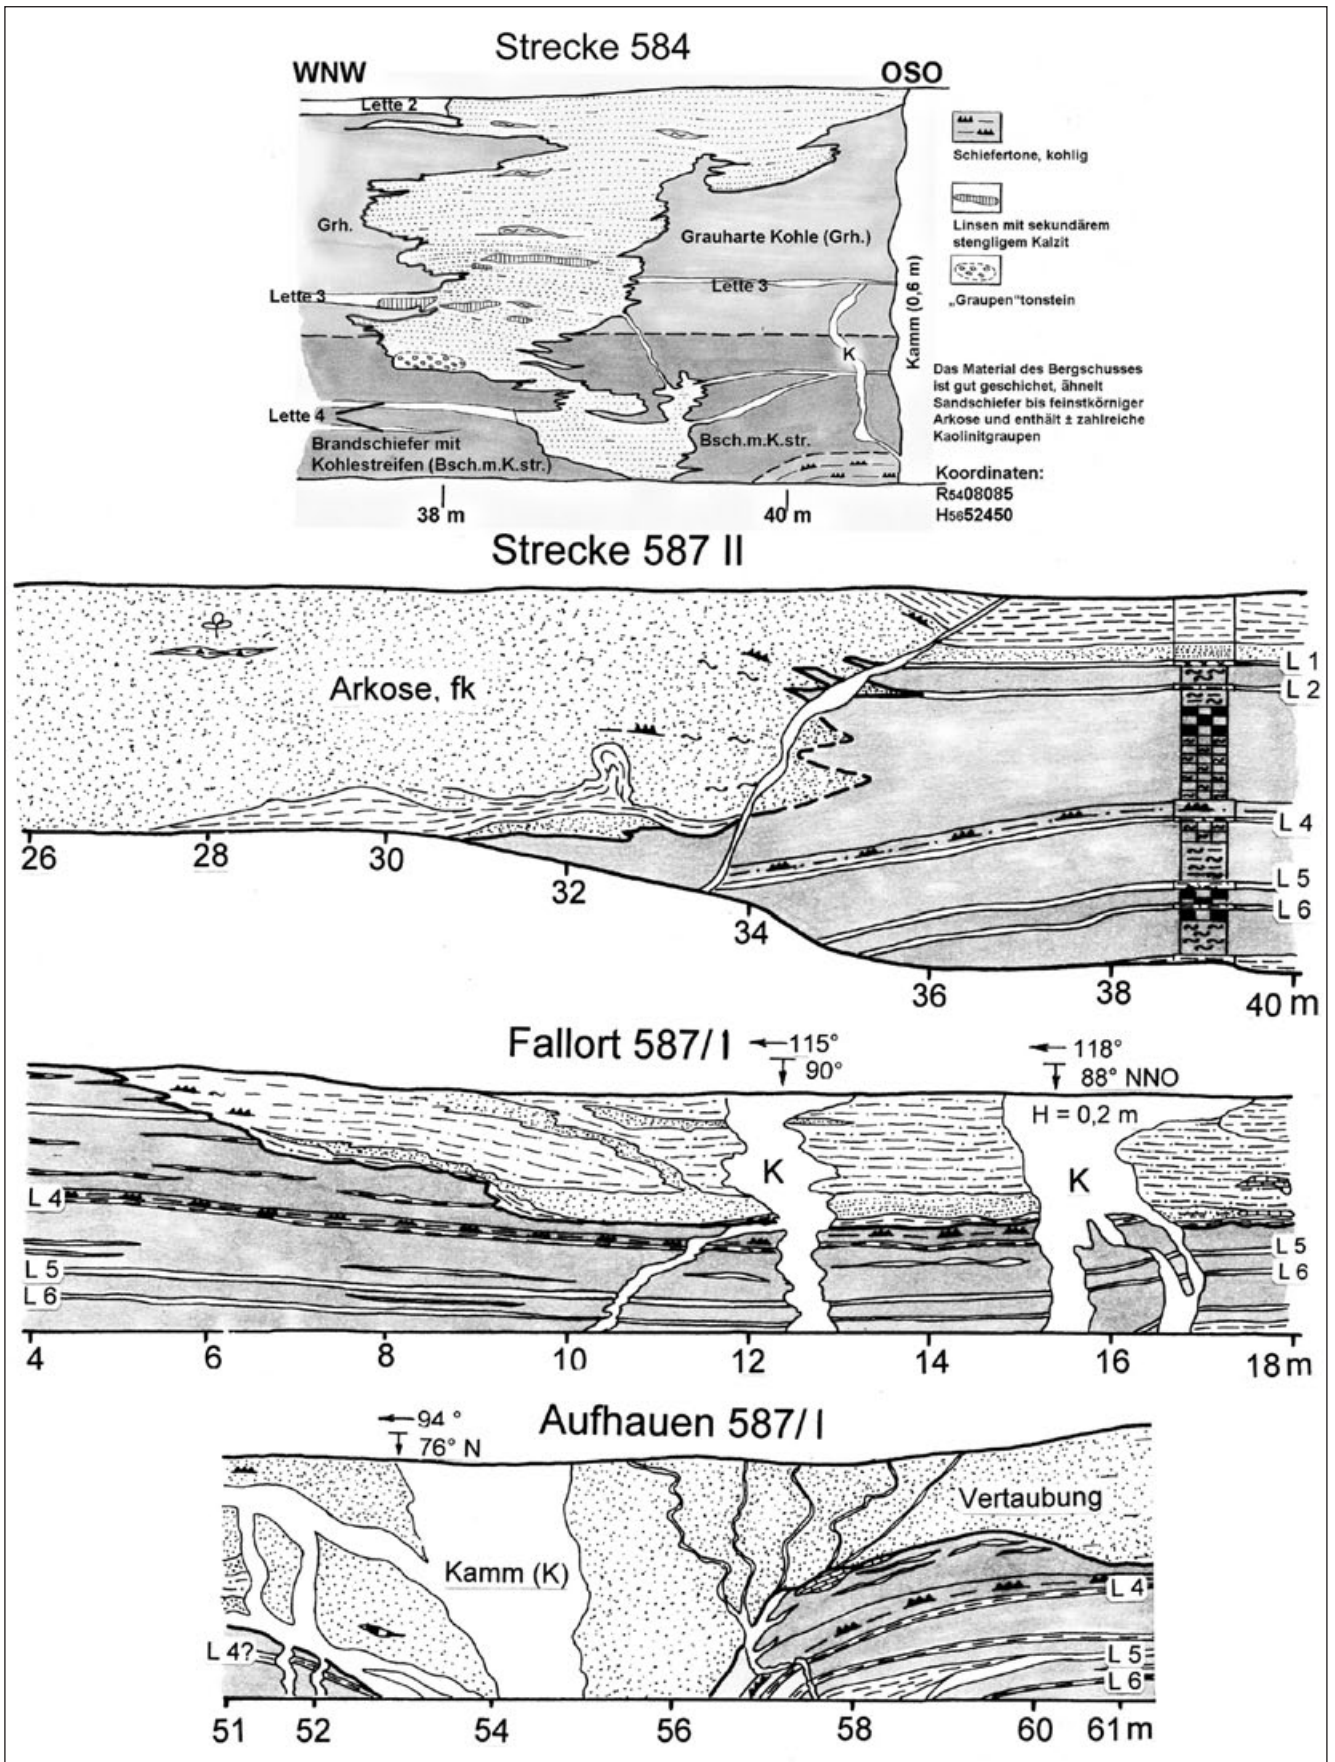 Strecke 584
WNW
OSO
Lette 2
Schiefertone, kohlig
Linsen mit sekundärem
stengligem Kalzit
Grh.
Grauharte Kohle (Grh.)
Lette 3
Lette 3
„Graupen“tonstein
Kamm (0,6 m)
K
Das Material des Bergschusses
ist gut geschichet, ähnelt
Sandschiefer bis feinstkörniger
Arkose und enthält ± zahlreiche
Kaolinitgraupen
Lette 4
Brandschiefer mit
Kohlestreifen (Bsch.m.K.str.)
Bsch.m.K.str.
Koordinaten:
R5408085
H5652450
38 m
40 m
Strecke 587 II
Arkose, fk
L 1
L 2
L 4
L 5
L 6
26
28
30
32
34
36
38
40 m
Fallort 587/I
115°
90°
118°
88° NNO
H = 0,2 m
K
K
L 4
L 5
L 6
L 5
L 6
4
6
8
10
12
14
16
18 m
Aufhauen 587/I
94 °
76° N
Vertaubung
Kamm (K)
L 4
L 4?
L 5
L 6
51
52
54
56
58
60
61 m